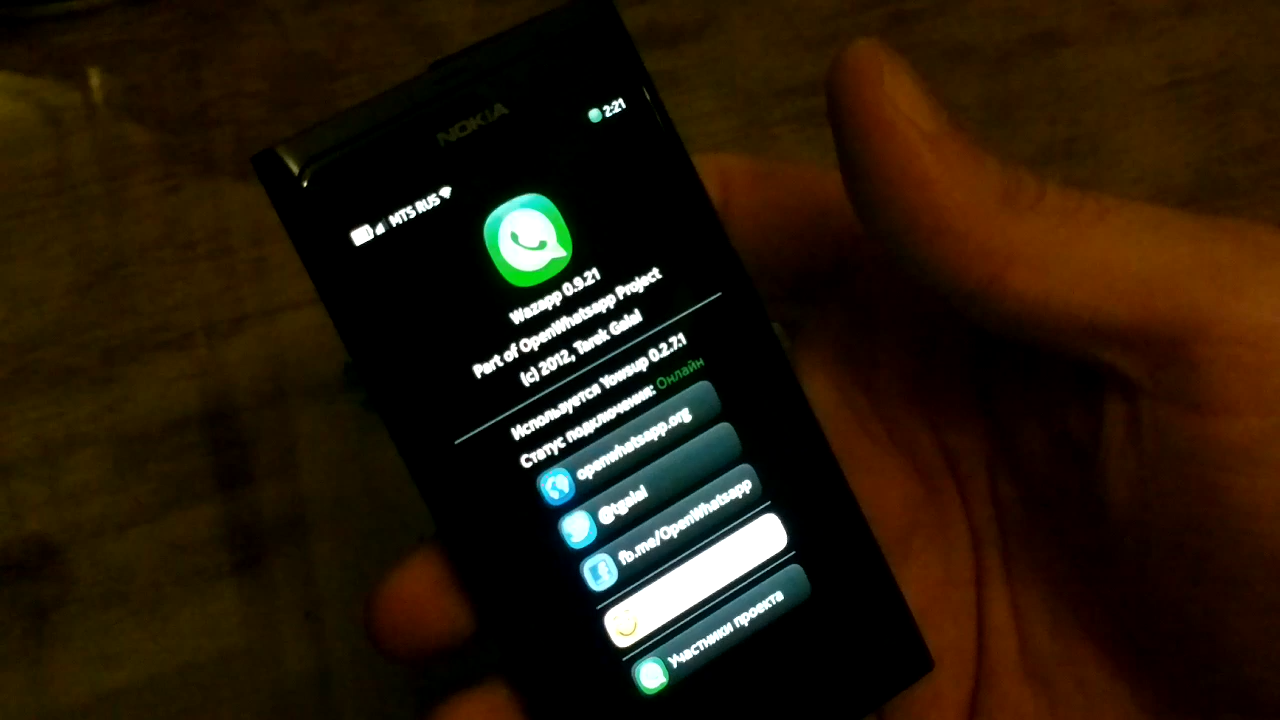 NOKIA
MTS RUS
2:21
Wazapp 0.9.21
Part of OpenWhatsapp Project
(c) 2012, Tarek Galal
Используется Yowsup 0.2.7.1
Статус подключения: Онлайн
openwhatsapp.org
@tgalal
fb.me/OpenWhatsapp
Участники проекта